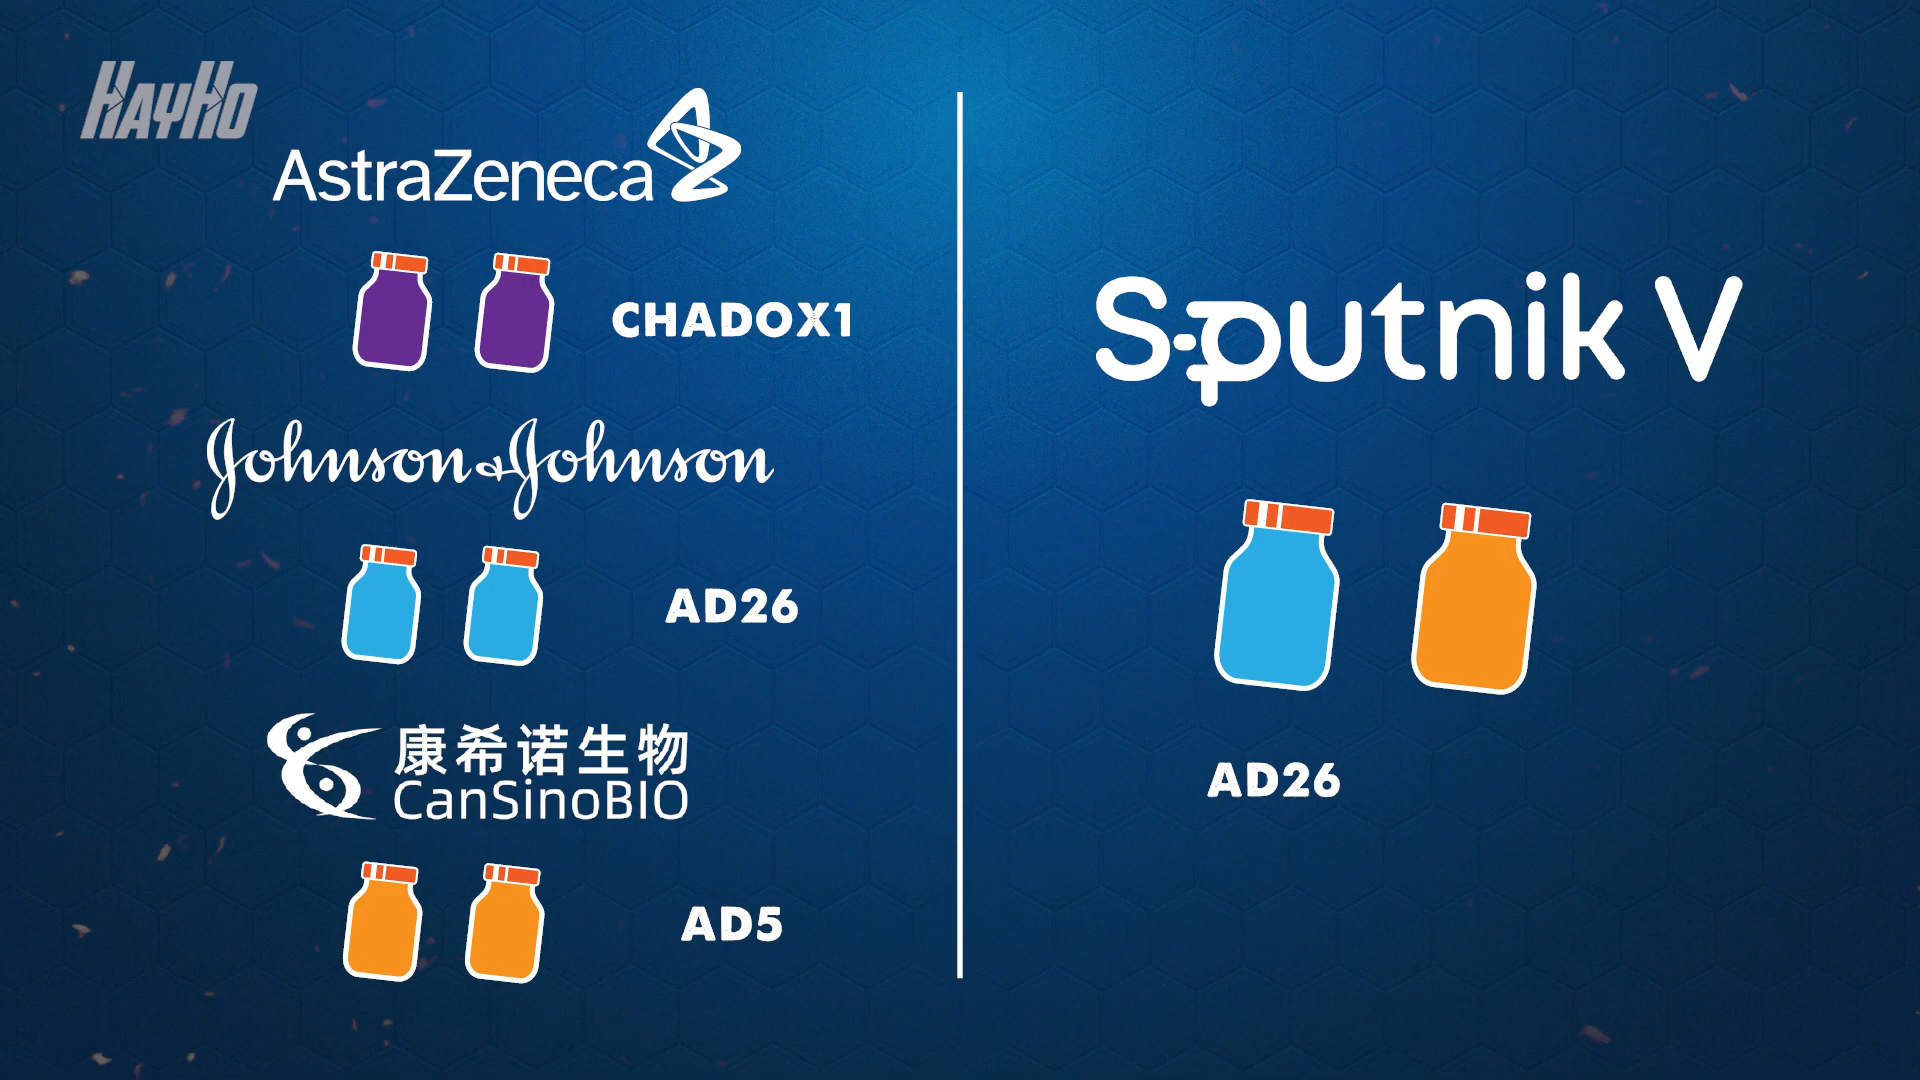 HAYHO
AstraZeneca
CHADOX1
Johnson & Johnson
AD26
康希诺生物
CanSinoBIO
AD5
Sputnik V
AD26